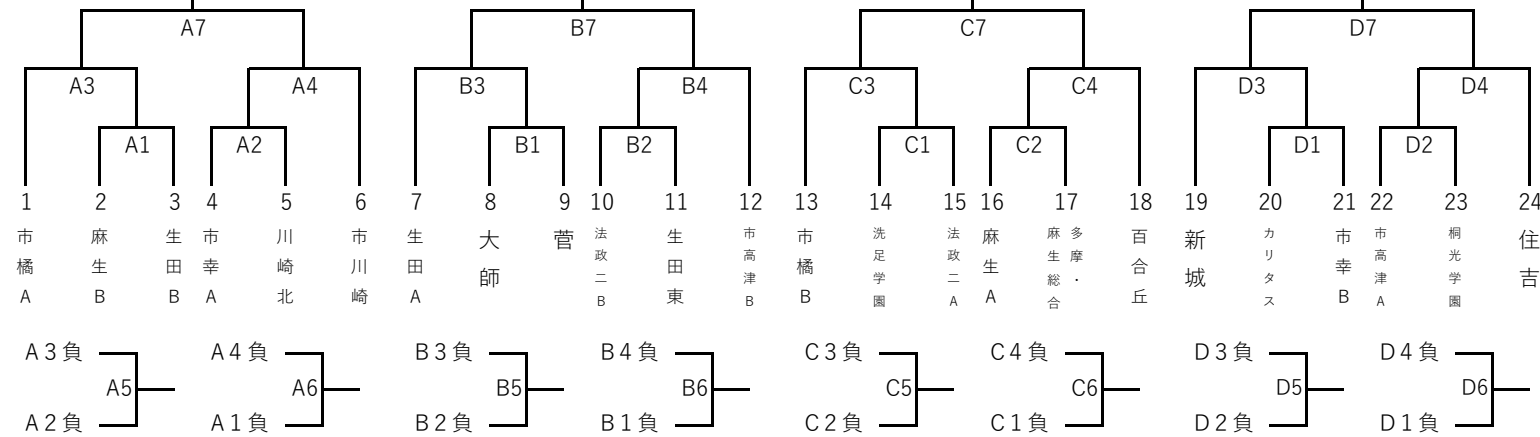 A7 B7 C7 D7
A3 A4 B3 B4 C3 C4 D3 D4
A1 A2 B1 B2 C1 C2 D1 D2
1 2 3 4 5 6 7 8 9 10 11 12 13 14 15 16 17 18 19 20 21 22 23 24
市橘A
麻生B
生田B
市幸A
川崎北
市川崎
生田A
大師
菅
法政二B
生田東
市高津B
市橘B
洗足学園
法政二A
麻生A
多摩・
麻生総合
百合丘
新城
カリタス
市幸B
市高津A
桐光学園
住吉
A3負 A4負 B3負 B4負 C3負 C4負 D3負 D4負
A5 A6 B5 B6 C5 C6 D5 D6
A2負 A1負 B2負 B1負 C2負 C1負 D2負 D1負